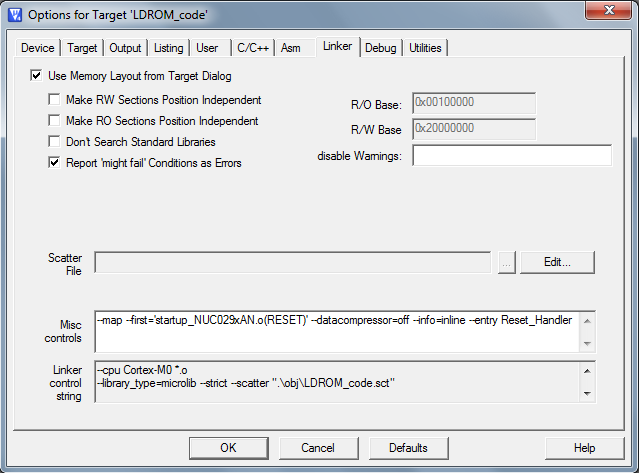 Options for Target 'LDROM_code'
Device Target Output Listing User C/C++ Asm Linker Debug Utilities
Use Memory Layout from Target Dialog
Make RW Sections Position Independent
R/O Base: 0x00100000
Make RO Sections Position Independent
R/W Base 0x20000000
Don't Search Standard Libraries
disable Warnings:
Report 'might fail' Conditions as Errors
Scatter
File
... Edit...
Misc
controls
--map --first='startup_NUC029xAN.o(RESET)' --datacompressor=off --info=inline --entry Reset_Handler
Linker
control
string
--cpu Cortex-M0 *.o
--library_type=microlib --strict --scatter ".\obj\LDROM_code.sct"
OK Cancel Defaults Help